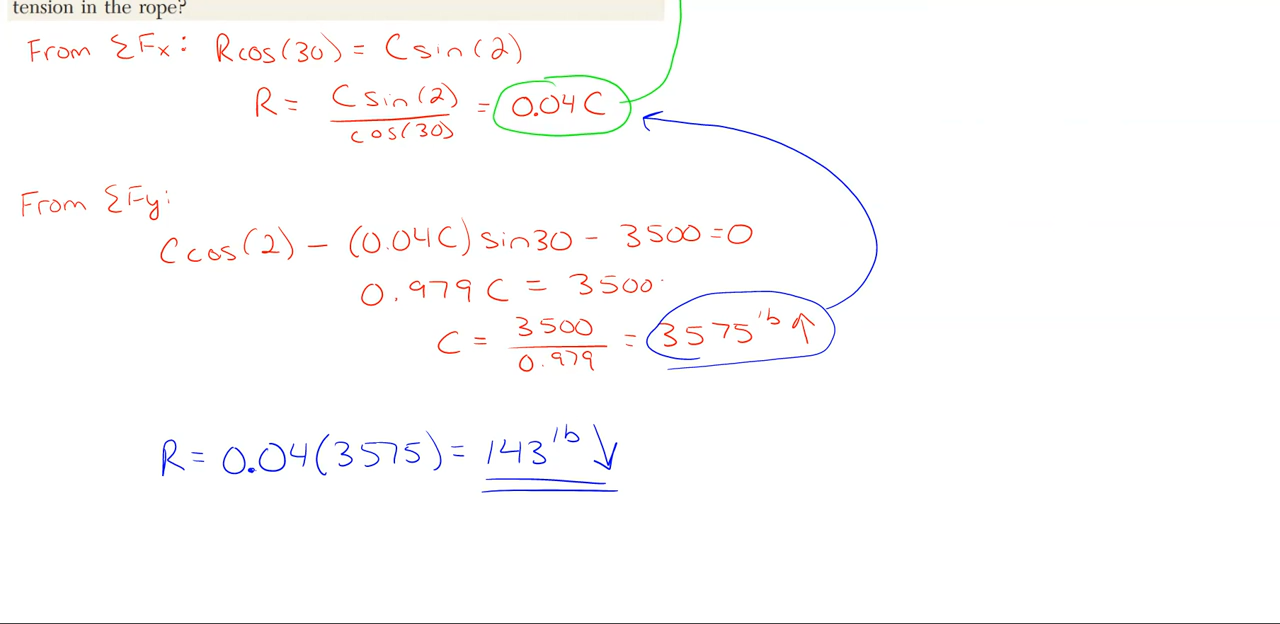 tension in the rope?
From ΣFx: Rcos(30) = Csin(2)
R = Csin(2) / cos(30) = 0.04C
From ΣFy:
Ccos(2) - (0.04C)sin30 - 3500=0
0.979C = 3500
C = 3500 / 0.979 = 3575 lb ↑
R = 0.04(3575) = 143 lb ↓